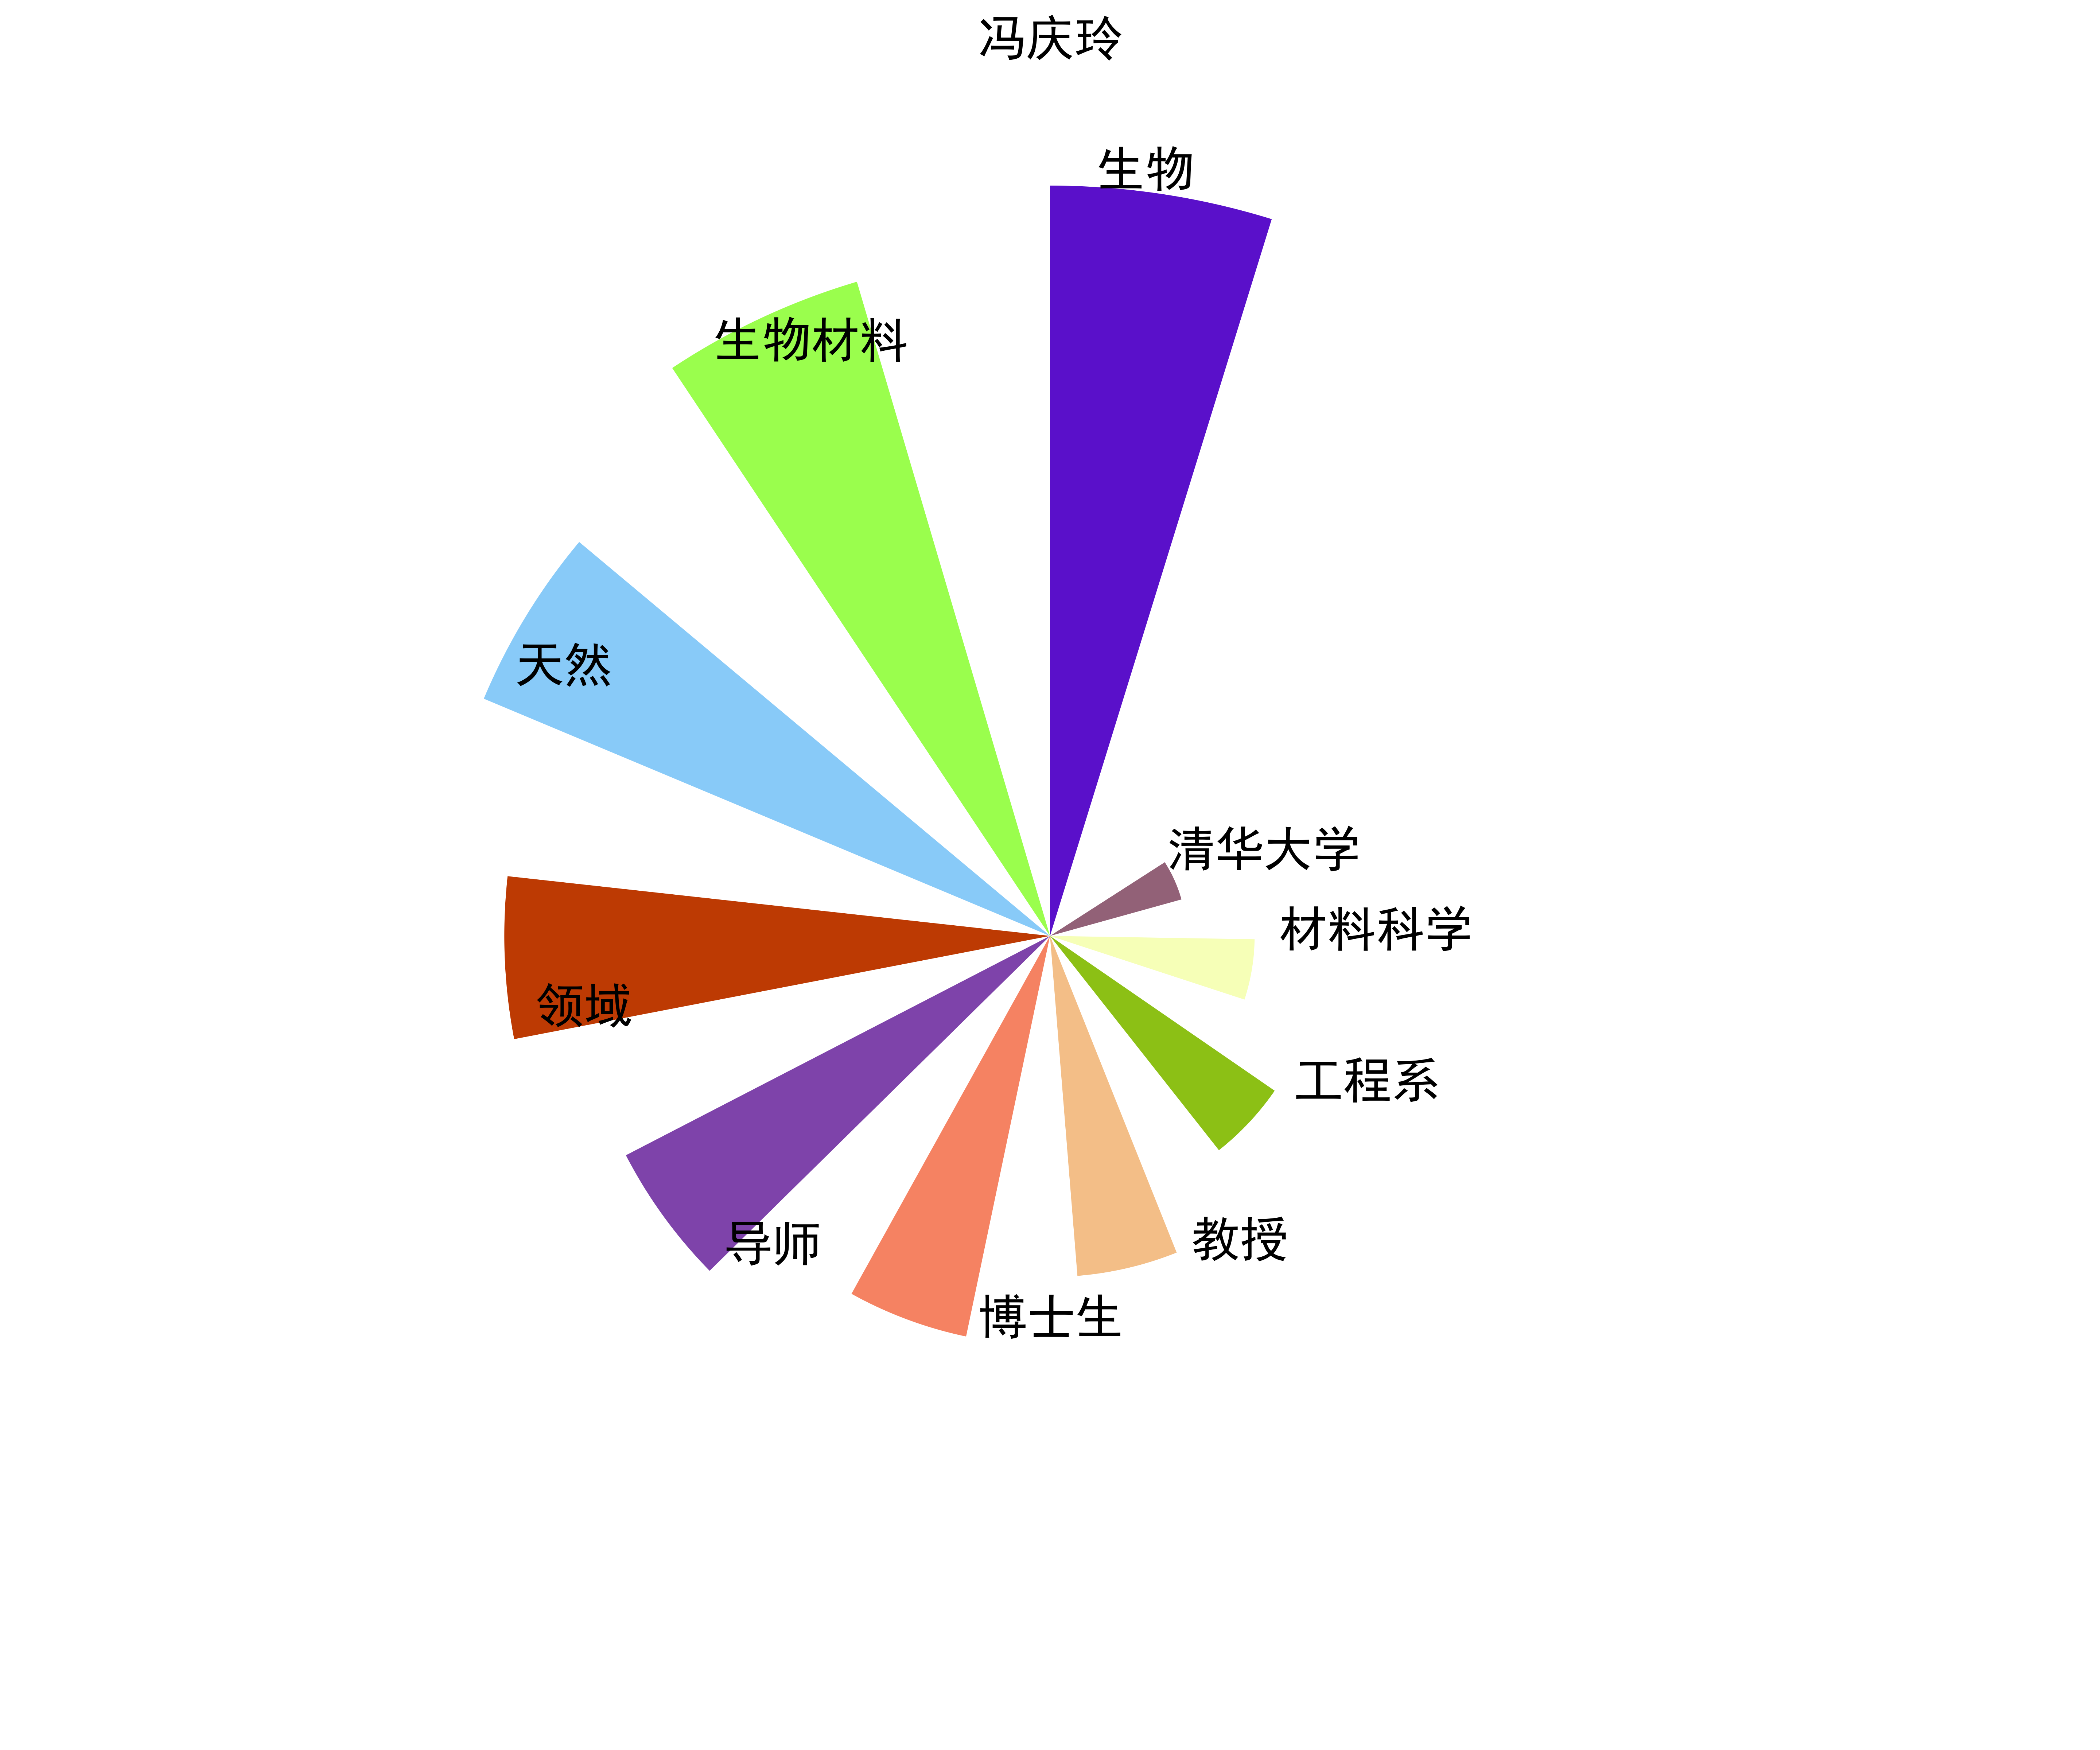 冯庆玲
生物
生物材料
天然
清华大学
材料科学
领域
工程系
教授
导师
博士生